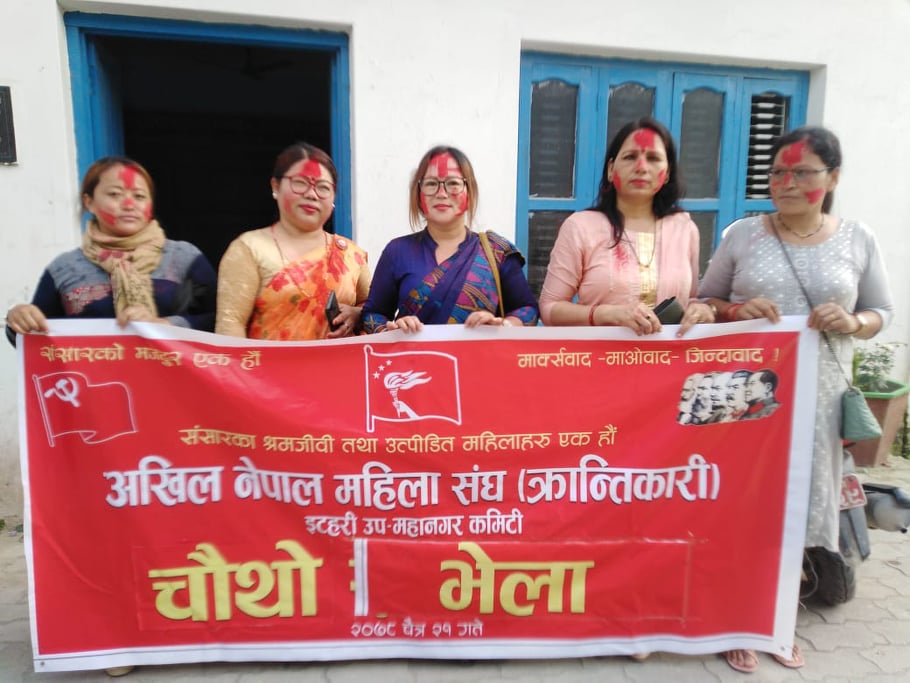 संसारको मजदुर एक हौं
मार्क्सवाद -माओवाद- जिन्दावाद !
संसारका श्रमजीवी तथा उत्पीडित महिलाहरु एक हौं
अखिल नेपाल महिला संघ (क्रान्तिकारी)
इटहरी उप-महानगर कमिटी
चौथो भेला
२०७९ चैत्र २१ गते